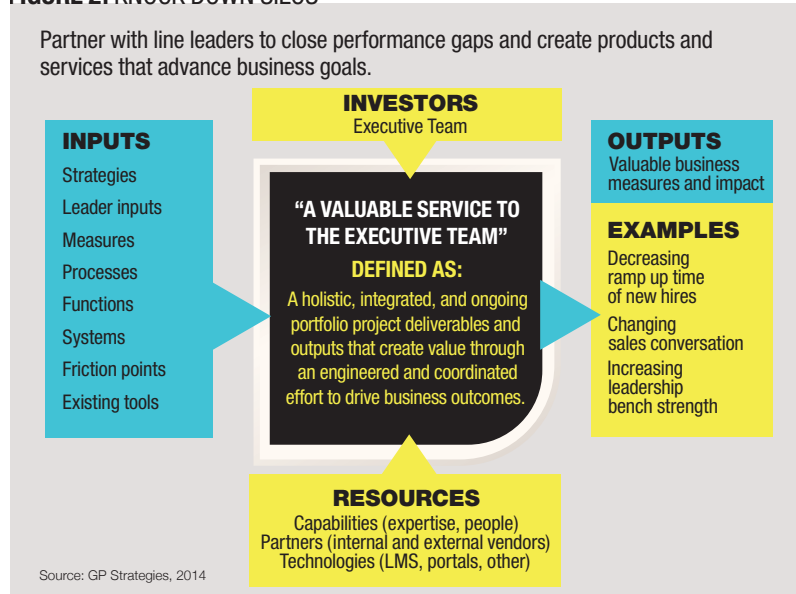 Partner with line leaders to close performance gaps and create products and
services that advance business goals.
INVESTORS
Executive Team
INPUTS
Strategies
Leader inputs
Measures
Processes
Functions
Systems
Friction points
Existing tools
“A VALUABLE SERVICE TO
THE EXECUTIVE TEAM”
DEFINED AS:
A holistic, integrated, and ongoing
portfolio project deliverables and
outputs that create value through
an engineered and coordinated
effort to drive business outcomes.
OUTPUTS
Valuable business
measures and impact
EXAMPLES
Decreasing
ramp up time
of new hires
Changing
sales conversation
Increasing
leadership
bench strength
RESOURCES
Capabilities (expertise, people)
Partners (internal and external vendors)
Technologies (LMS, portals, other)
Source: GP Strategies, 2014